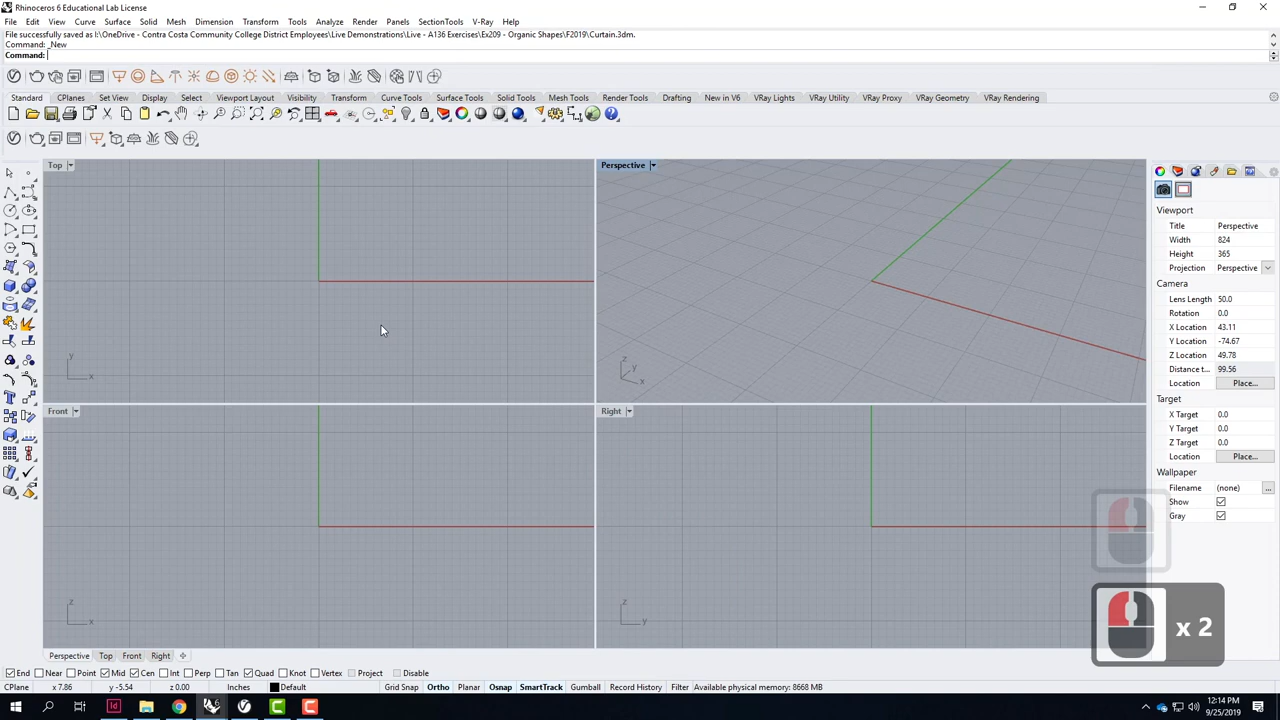 Rhinoceros 6 Educational Lab License
File Edit View Curve Surface Solid Mesh Dimension Transform Tools Analyze Render Panels SectionTools V-Ray Help
File successfully saved as I:\OneDrive - Contra Costa Community College District Employees\Live Demonstrations\Live - A136 Exercises\Ex209 - Organic Shapes\F2019\Curtain.3dm.
Command: _New
Command:
Standard CPlanes Set View Display Select Viewport Layout Visibility Transform Curve Tools Surface Tools Solid Tools Mesh Tools Render Tools Drafting New in V6 VRay Lights VRay Utility VRay Proxy VRay Geometry VRay Rendering
Top
y
x
Perspective
z
y
x
Front
z
x
Right
z
y
Viewport
Title Perspective
Width 824
Height 365
Projection Perspective
Camera
Lens Length 50.0
Rotation 0.0
X Location 43.11
Y Location -74.67
Z Location 49.78
Distance t... 99.56
Location Place...
Target
X Target 0.0
Y Target 0.0
Z Target 0.0
Location Place...
Wallpaper
Filename (none) ...
Show
Gray
x 2
Perspective Top Front Right
End Near Point Mid Cen Int Perp Tan Quad Knot Vertex Project Disable
CPlane x 7.86 y -5.54 z 0.00 Inches Default Grid Snap Ortho Planar Osnap SmartTrack Gumball Record History Filter Available physical memory: 8668 MB
12:14 PM
9/25/2019